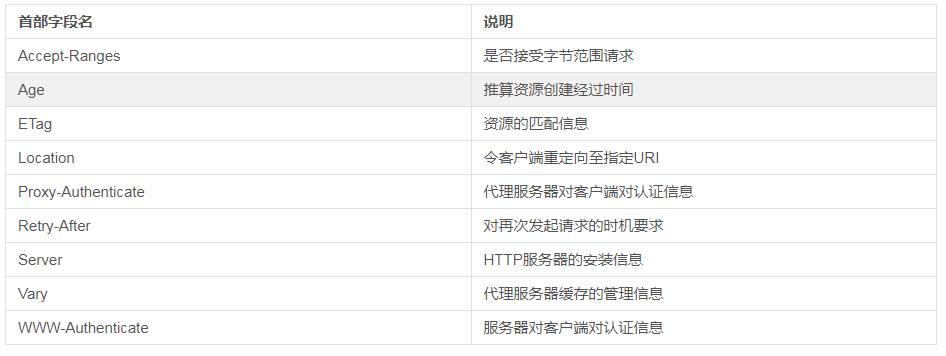 首部字段名 说明
Accept-Ranges 是否接受字节范围请求
Age 推算资源创建经过时间
ETag 资源的匹配信息
Location 令客户端重定向至指定URI
Proxy-Authenticate 代理服务器对客户端对认证信息
Retry-After 对再次发起请求的时机要求
Server HTTP服务器的安装信息
Vary 代理服务器缓存的管理信息
WWW-Authenticate 服务器对客户端对认证信息